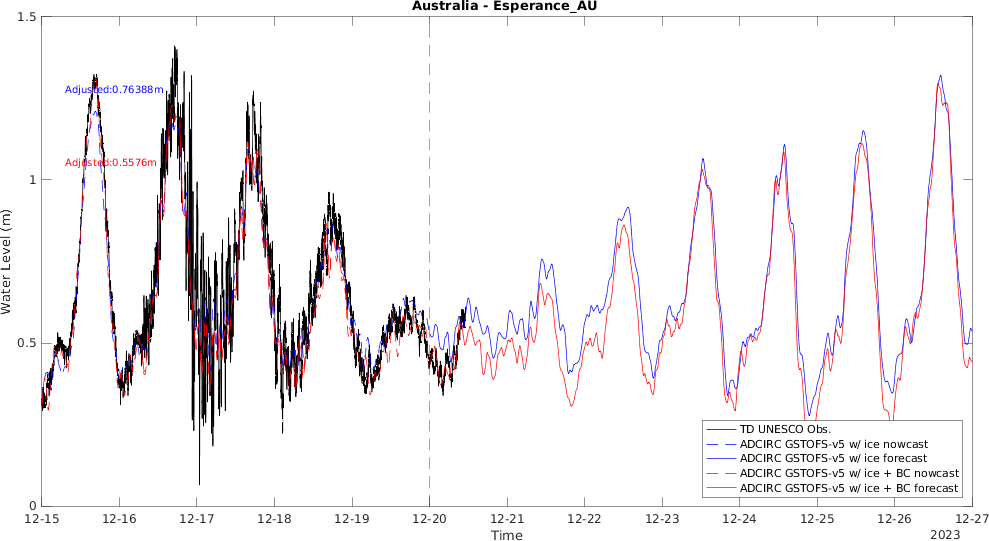 Australia - Esperance_AU
1.5
1
0.5
0
Water Level (m)
Adjusted:0.76388m
Adjusted:0.5576m
TD UNESCO Obs.
ADCIRC GSTOFS-v5 w/ ice nowcast
ADCIRC GSTOFS-v5 w/ ice forecast
ADCIRC GSTOFS-v5 w/ ice + BC nowcast
ADCIRC GSTOFS-v5 w/ ice + BC forecast
12-15 12-16 12-17 12-18 12-19 12-20 12-21 12-22 12-23 12-24 12-25 12-26 12-27
Time
2023